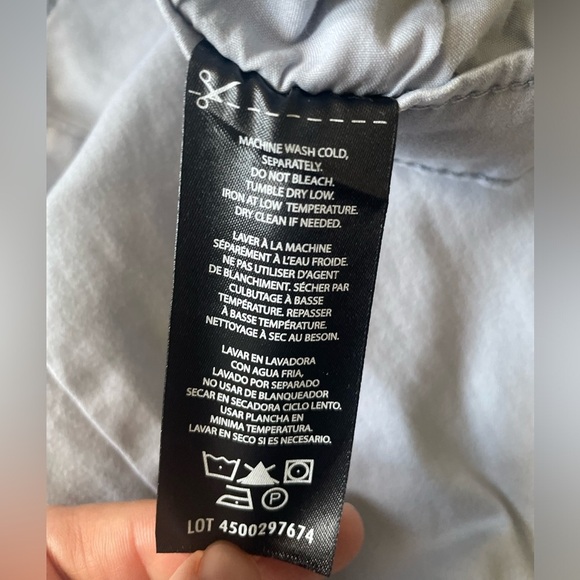 MACHINE WASH COLD,
SEPARATELY.
DO NOT BLEACH.
TUMBLE DRY LOW.
IRON AT LOW TEMPERATURE.
DRY CLEAN IF NEEDED.
LAVER À LA MACHINE
SÉPARÉMENT À L'EAU FROIDE.
NE PAS UTILISER D'AGENT
DE BLANCHIMENT. SÉCHER PAR
CULBUTAGE À BASSE
TEMPÉRATURE. REPASSER
À BASSE TEMPÉRATURE.
NETTOYAGE À SEC AU BESOIN.
LAVAR EN LAVADORA
CON AGUA FRIA,
LAVADO POR SEPARADO
NO USAR DE BLANQUEADOR
SECAR EN SECADORA CICLO LENTO.
USAR PLANCHA EN
MINIMA TEMPERATURA.
LAVAR EN SECO SI ES NECESARIO.
P
LOT 4500297674